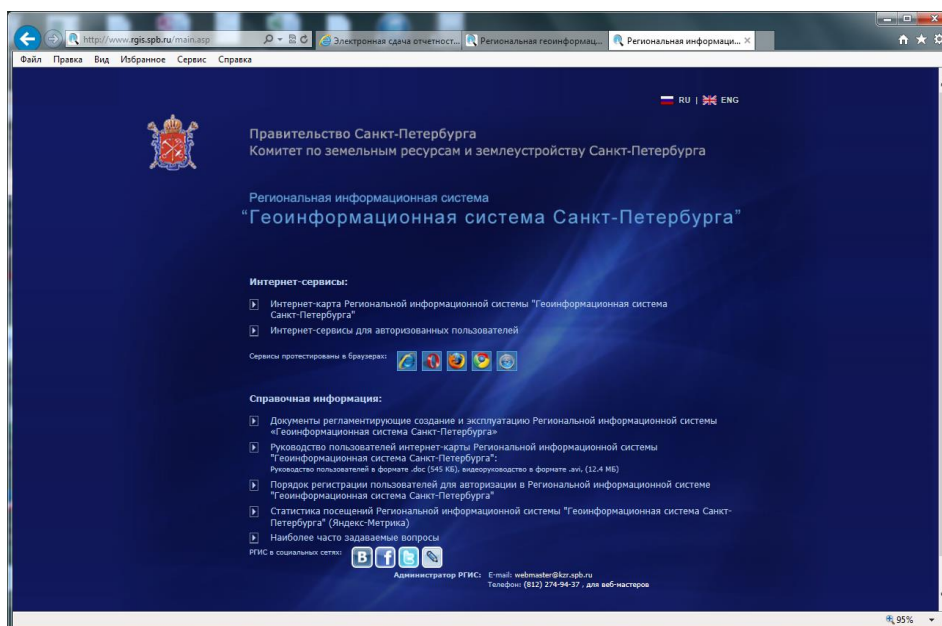 http://www.rgis.spb.ru/main.asp
Электронная сдача отчетност...
Региональная геоинформац...
Региональная информаци...
Файл Правка Вид Избранное Сервис Справка
RU | ENG
Правительство Санкт-Петербурга
Комитет по земельным ресурсам и землеустройству Санкт-Петербурга
Региональная информационная система
“Геоинформационная система Санкт-Петербурга”
Интернет-сервисы:
Интернет-карта Региональной информационной системы "Геоинформационная система
Санкт-Петербурга"
Интернет-сервисы для авторизованных пользователей
Сервисы протестированы в браузерах:
Справочная информация:
Документы регламентирующие создание и эксплуатацию Региональной информационной системы
«Геоинформационная система Санкт-Петербурга»
Руководство пользователей интернет-карты Региональной информационной системы
"Геоинформационная система Санкт-Петербурга":
Руководство пользователей в формате .doc (545 КБ), видеоруководство в формате .avi, (12.4 МБ)
Порядок регистрации пользователей для авторизации в Региональной информационной системе
"Геоинформационная система Санкт-Петербурга"
Статистика посещений Региональной информационной системы "Геоинформационная система Санкт-
Петербурга" (Яндекс-Метрика)
Наиболее часто задаваемые вопросы
РГИС в социальных сетях:
В f t
Администратор РГИС: E-mail: webmaster@kzr.spb.ru
Телефон: (812) 274-94-37 , для веб-мастеров
95%